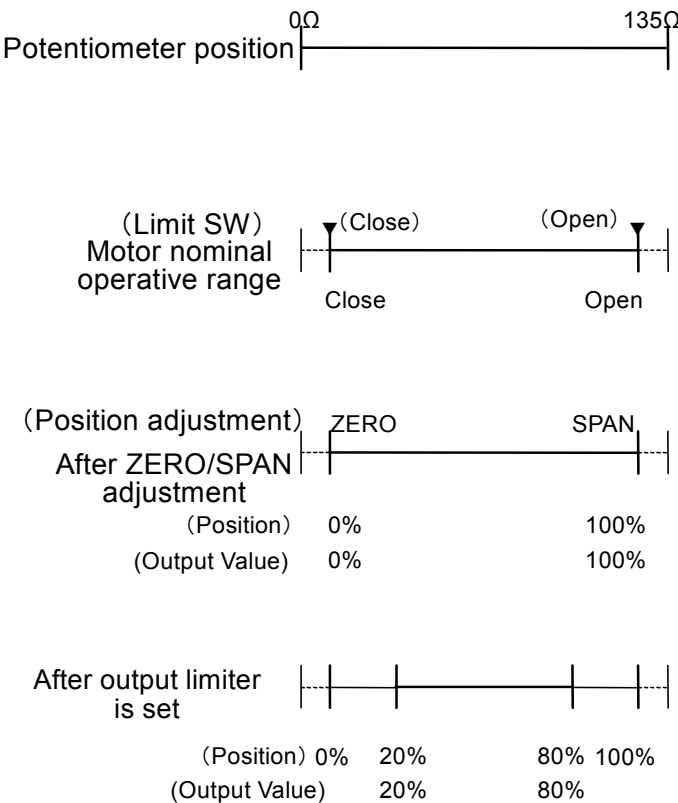 0Ω 135Ω
Potentiometer position
(Limit SW) (Close) (Open)
Motor nominal
operative range
Close Open
(Position adjustment) ZERO SPAN
After ZERO/SPAN
adjustment
(Position) 0% 100%
(Output Value) 0% 100%
After output limiter
is set
(Position) 0% 20% 80% 100%
(Output Value) 20% 80%